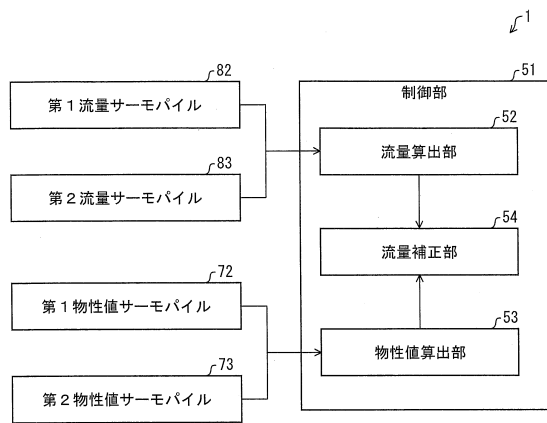 1
82
第1流量サーモパイル
83
第2流量サーモパイル
72
第1物性値サーモパイル
73
第2物性値サーモパイル
51
制御部
52
流量算出部
54
流量補正部
53
物性値算出部